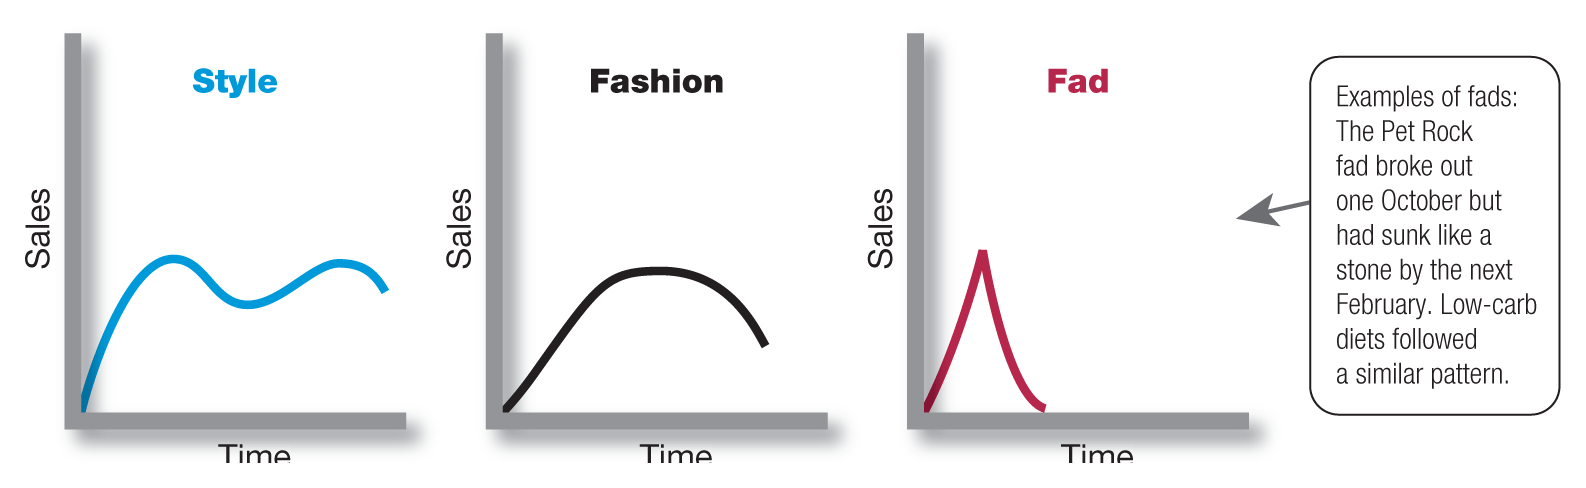 Style
Sales
Time
Fashion
Sales
Time
Fad
Sales
Time
Examples of fads:
The Pet Rock
fad broke out
one October but
had sunk like a
stone by the next
February. Low-carb
diets followed
a similar pattern.